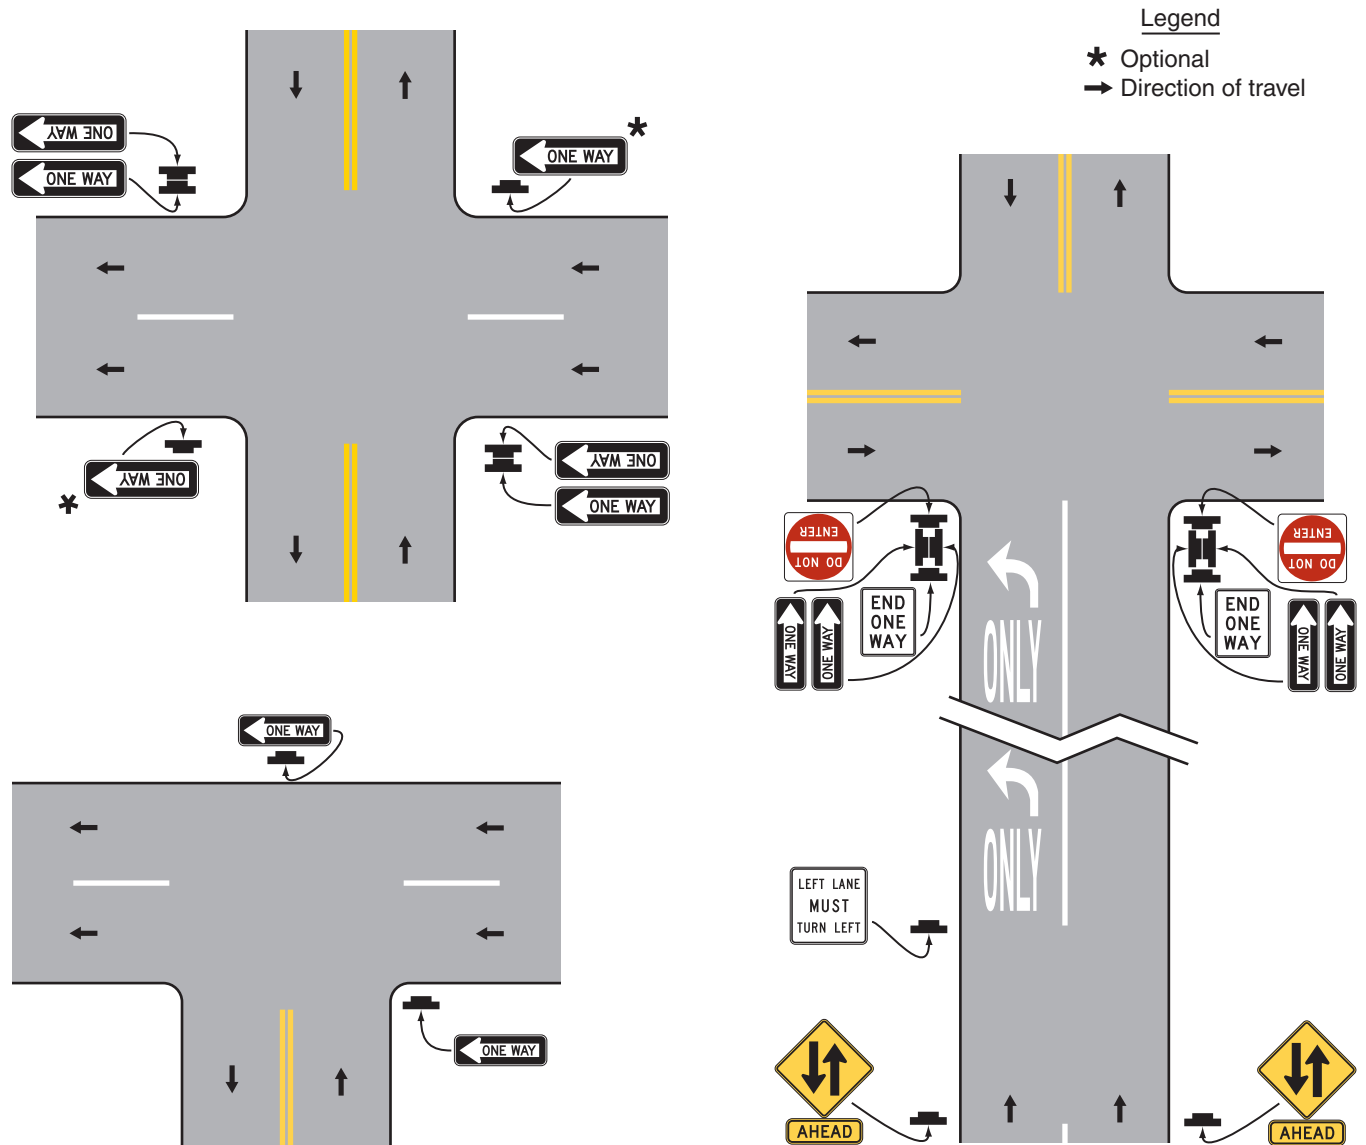 Legend
* Optional
Direction of travel
ONE WAY
ONE WAY
ONE WAY
*
ONE WAY
*
ONE WAY
ONE WAY
ONE WAY
ONE WAY
DO NOT
ENTER
ONE WAY
ONE WAY
END
ONE
WAY
DO NOT
ENTER
END
ONE
WAY
ONE WAY
ONE WAY
ONLY
ONLY
LEFT LANE
MUST
TURN LEFT
AHEAD
AHEAD